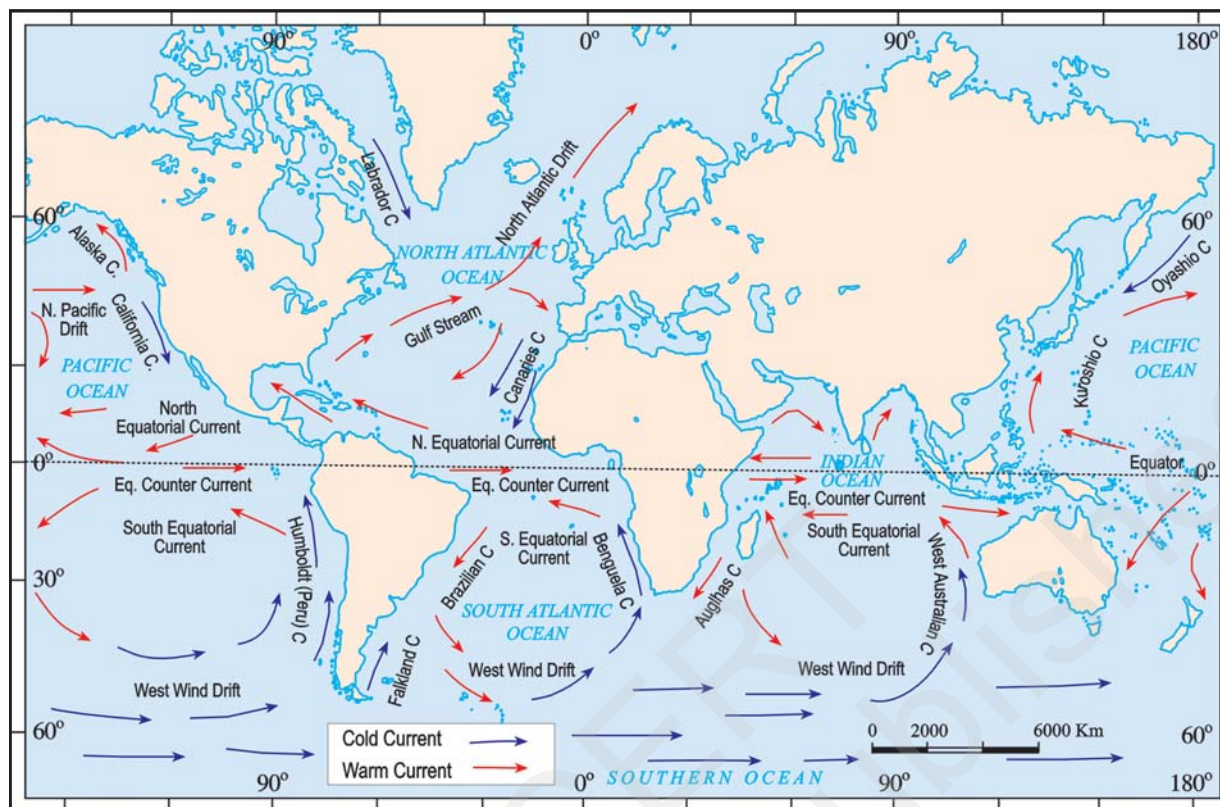 90°
0°
90°
180°
Labrador C
North Atlantic Drift
60°
60°
Alaska C.
NORTH ATLANTIC
OCEAN
Oyashio C
N. Pacific
Drift
California C.
Gulf Stream
Canaries C
Kuroshio C
PACIFIC
OCEAN
PACIFIC
OCEAN
North
Equatorial Current
N. Equatorial Current
0°
Equator
0°
INDIAN
OCEAN
Eq. Counter Current
Eq. Counter Current
Eq. Counter Current
South Equatorial
Current
Humboldt (Peru) C
Brazilian C
S. Equatorial
Current
Benguela C
South Equatorial
Current
West Australian C
30°
30°
Auglhas C
SOUTH ATLANTIC
OCEAN
West Wind Drift
Falkland C
West Wind Drift
West Wind Drift
60°
60°
Cold Current
Warm Current
0 2000 6000 Km
SOUTHERN OCEAN
90°
0°
90°
180°